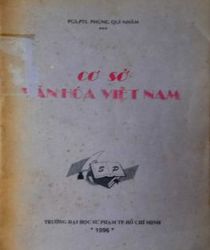 PGS.PTS. PHÙNG QUÍ NHÂM
***
CƠ SỞ
VĂN HÓA VIỆT NAM
S P
TRƯỜNG ĐẠI HỌC SƯ PHẠM TP. HỒ CHÍ MINH
* 1996 *